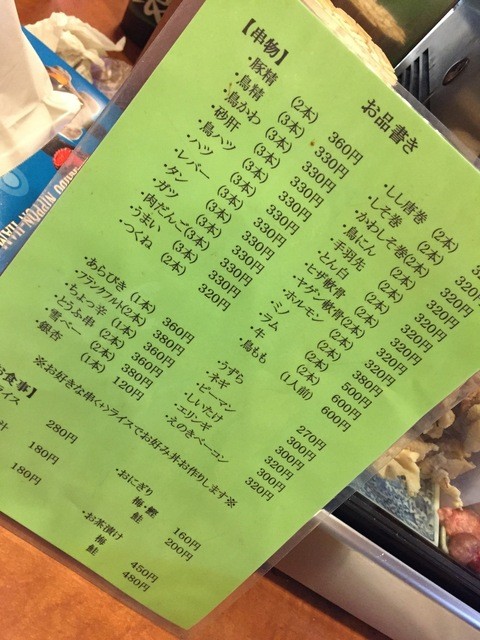 お品書き
【串物】
・豚精 (2本) 360円
・鳥精 (3本) 330円
・鳥かわ (3本) 330円
・砂肝 (3本) 330円
・鳥ハツ (3本) 330円
・ハツ (3本) 330円
・レバー (3本) 330円
・タン (3本) 330円
・ガツ (3本) 330円
・肉だんご(3本) 330円
・うまい (3本)
・つくね (2本) 320円
・あらびき (1本) 360円
・フランクフルト(2本) 380円
・ちょっ辛 (1本) 360円
・とうふ串 (2本) 360円
・雪べー (2本) 360円
・銀杏 (1本) 120円
・しし唐巻 (2本) 320円
・しそ巻 (2本) 320円
・かわしそ巻(2本) 320円
・鳥にん (2本) 320円
・手羽先 (2本) 320円
・とん白 (2本) 320円
・ひざ軟骨 (2本) 320円
・ヤゲン軟骨(2本) 320円
・ホルモン (2本) 320円
・ミノ (2本) 380円
・ラム (2本) 500円
・牛 (2本) 600円
・鳥もも (1人前) 600円
・うずら 270円
・ネギ 300円
・ピーマン 300円
・しいたけ 320円
・エリンギ 300円
・えのきベーコン 320円
※お好きな串(+)ライスでお好み丼お作りします※
食事】
イス 280円
汁 180円
180円
・おにぎり
梅・鰹 160円
鮭 200円
・お茶漬け
梅 450円
鮭 480円